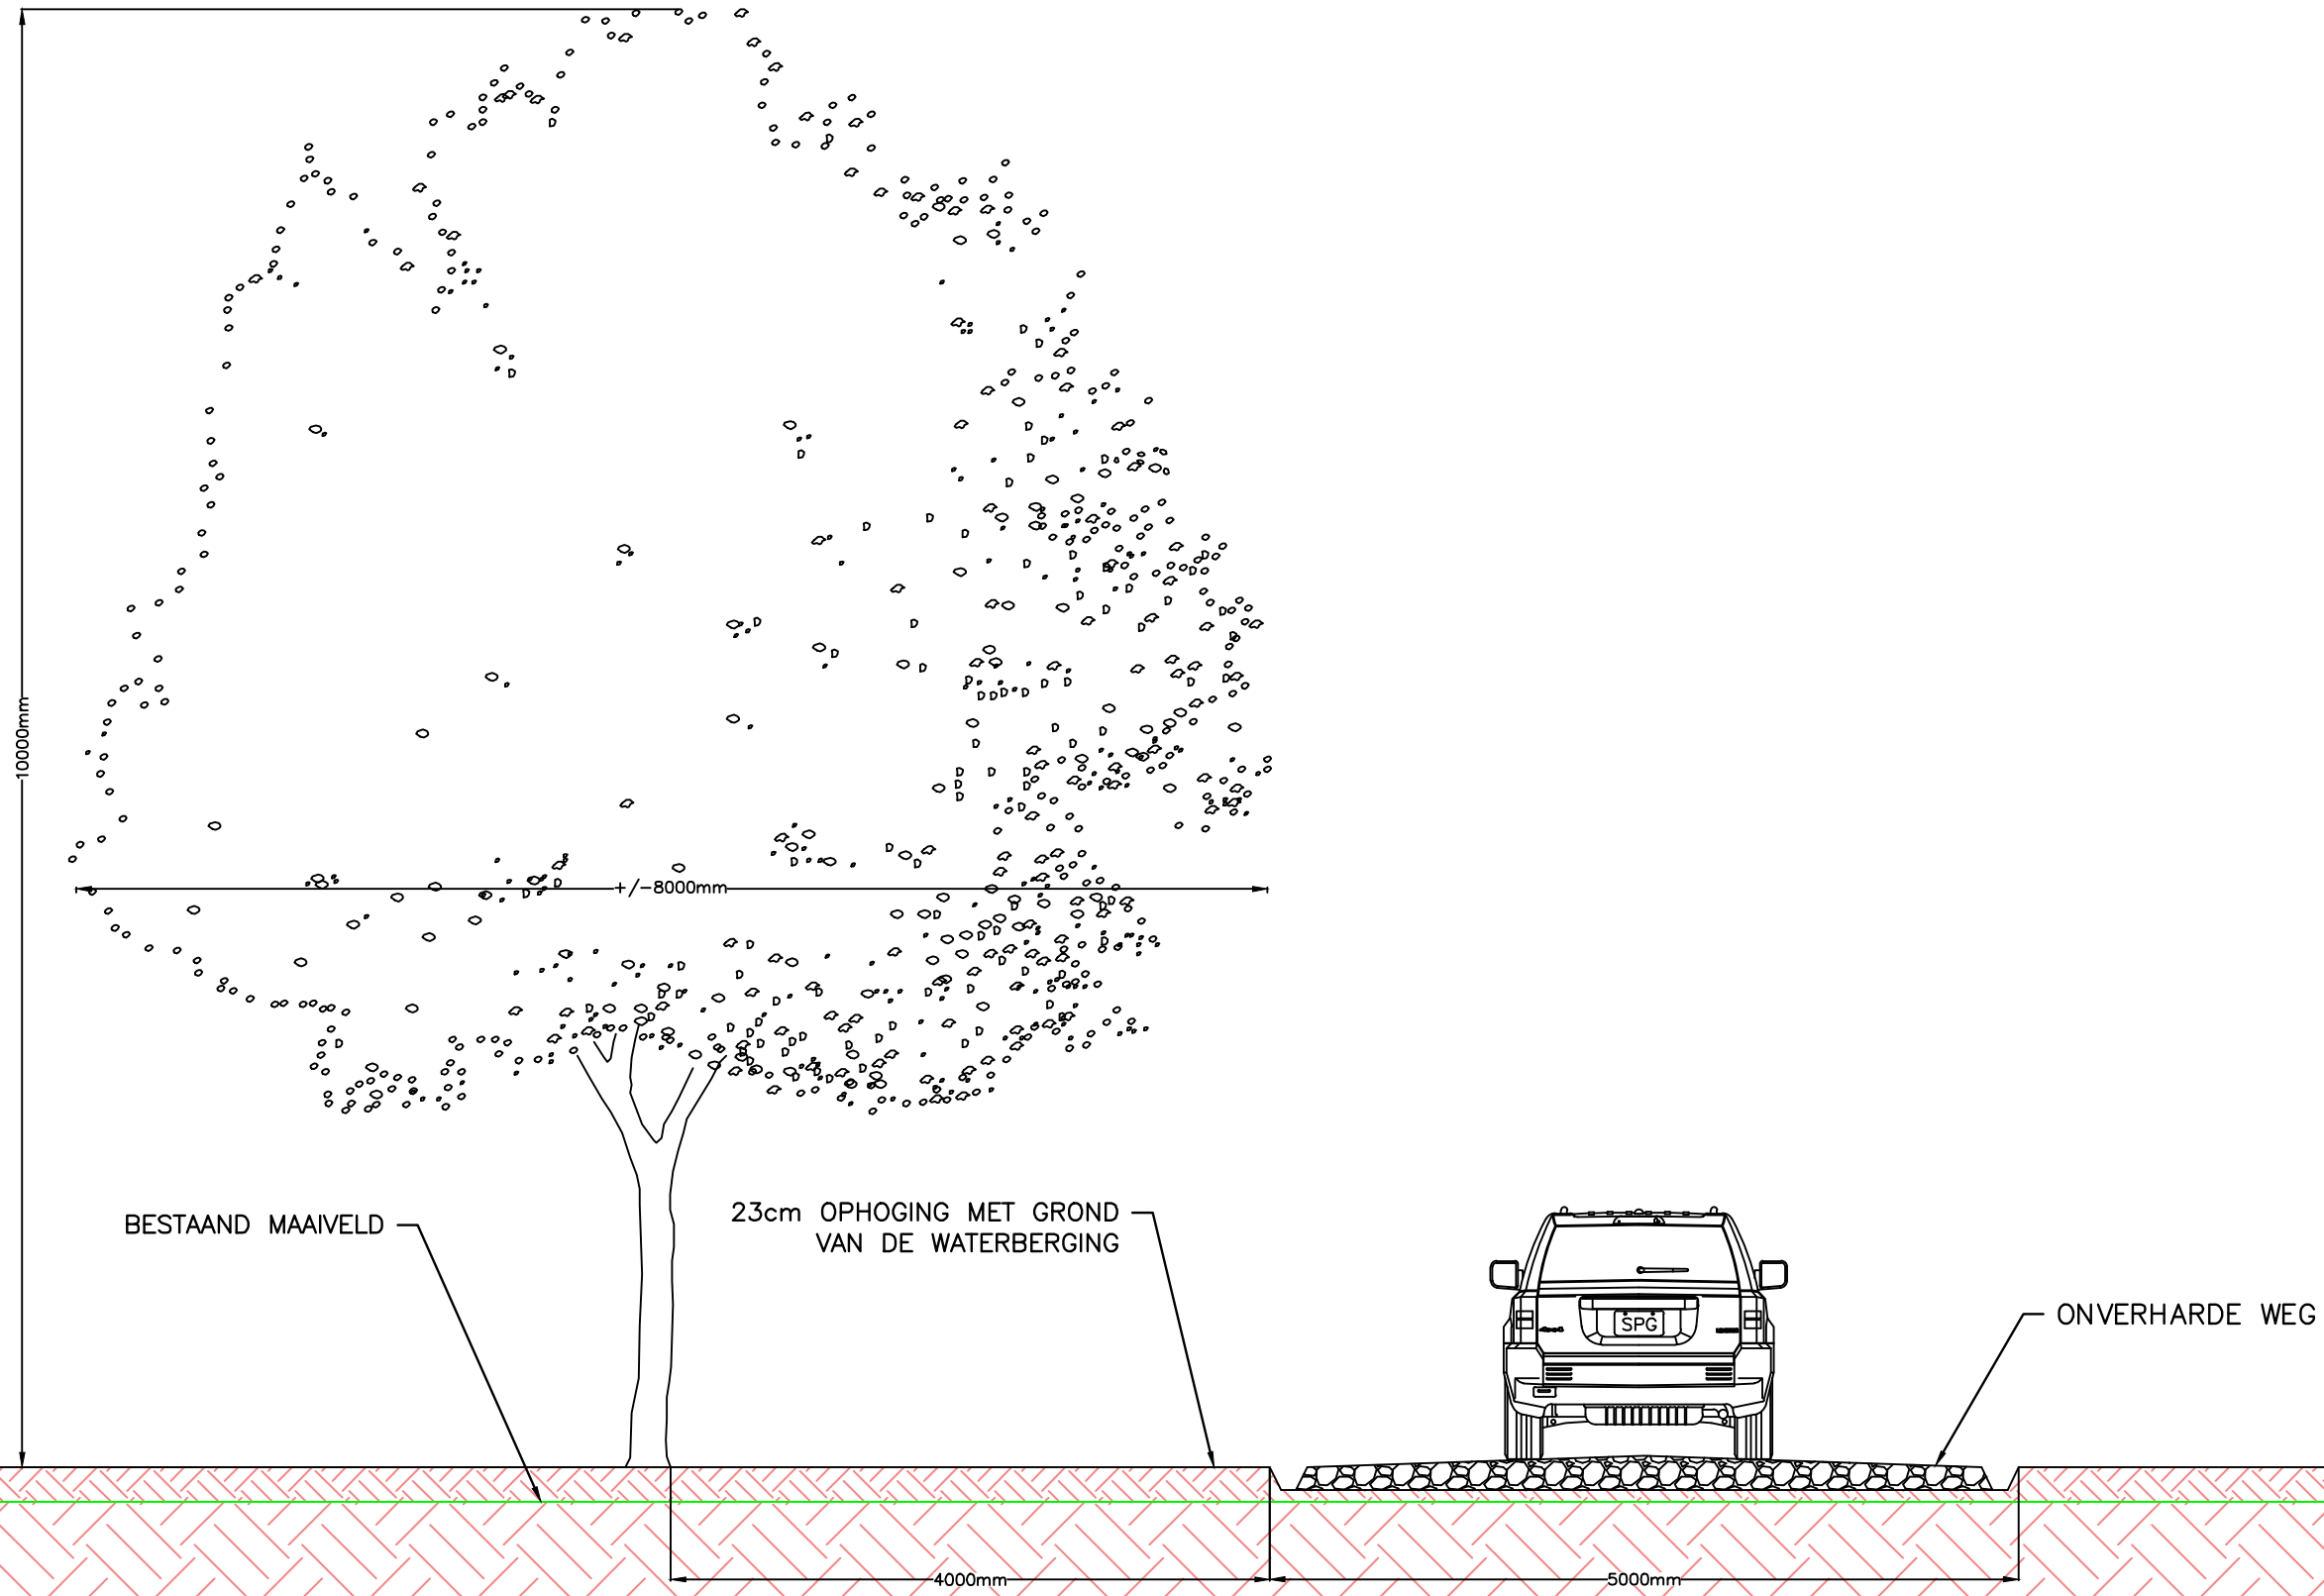 10000mm
+/-8000mm
BESTAAND MAAIVELD
23cm OPHOGING MET GROND
VAN DE WATERBERGING
SPG
ONVERHARDE WEG
4000mm
5000mm